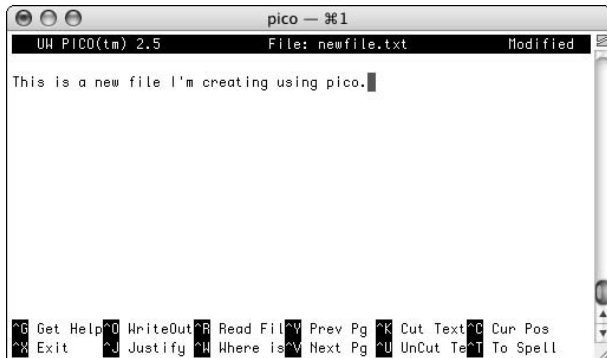 pico — ⌘1
UW PICO(tm) 2.5 File: newfile.txt Modified
This is a new file I'm creating using pico.
^G Get Help^O WriteOut^R Read Fil^Y Prev Pg ^K Cut Text^C Cur Pos
^X Exit ^J Justify ^W Where is^V Next Pg ^U UnCut Te^T To Spell